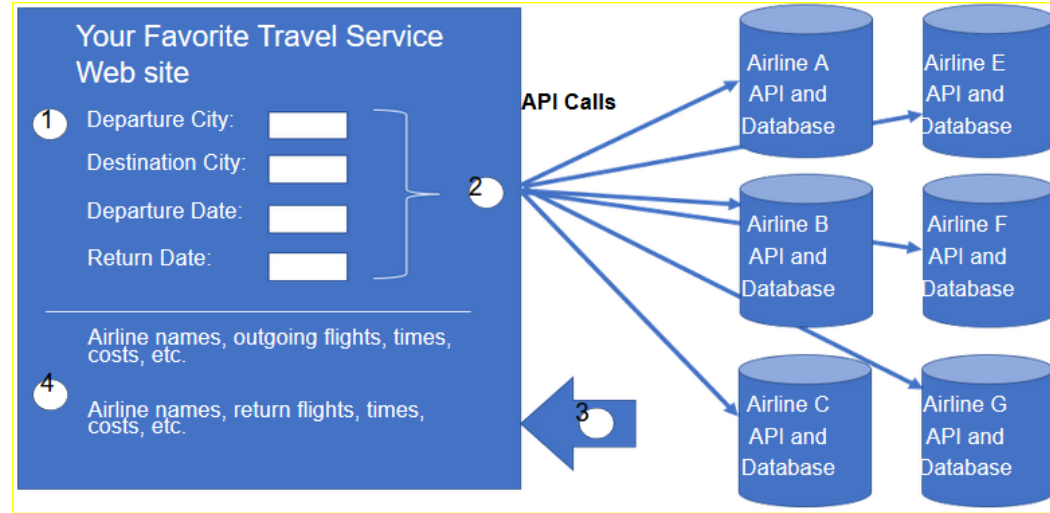 Your Favorite Travel Service
Web site
1
Departure City:
Destination City:
Departure Date:
Return Date:
2
API Calls
Airline names, outgoing flights, times,
costs, etc.
4
Airline names, return flights, times,
costs, etc.
3
Airline A
API and
Database
Airline E
API and
Database
Airline B
API and
Database
Airline F
API and
Database
Airline C
API and
Database
Airline G
API and
Database